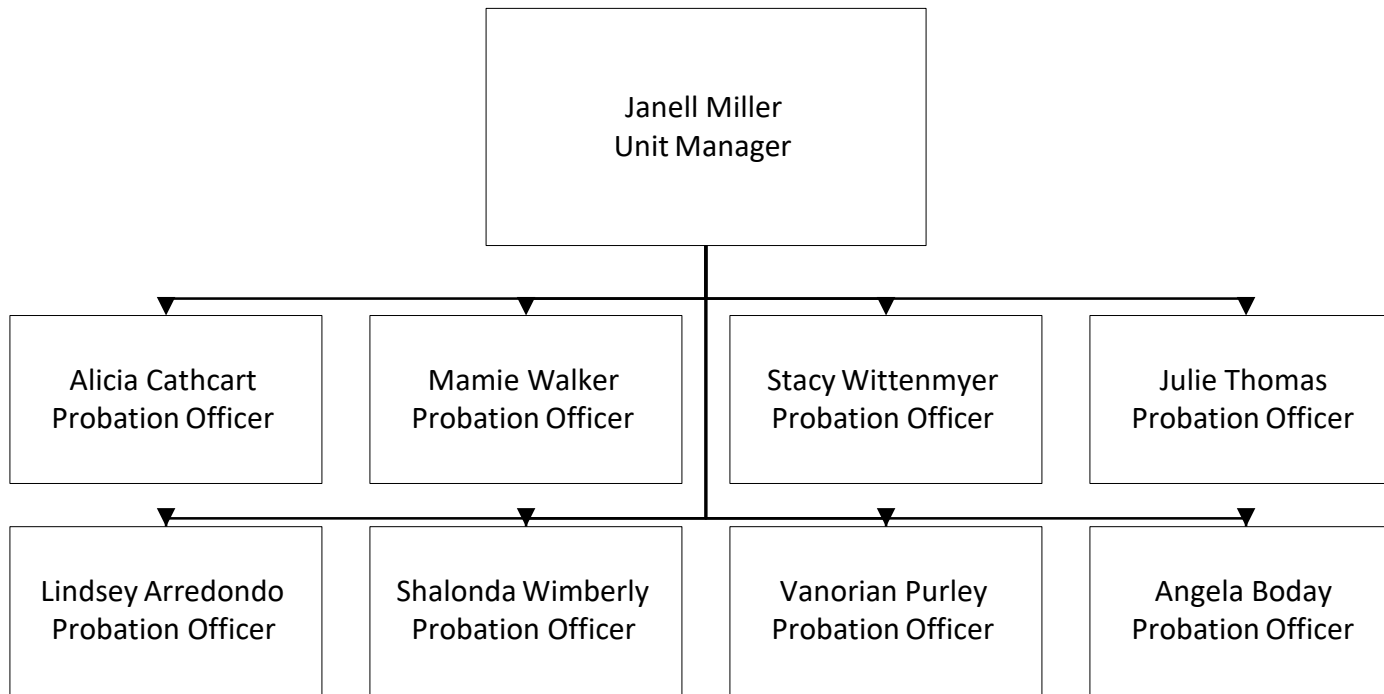 Janell Miller
Unit Manager
Alicia Cathcart
Probation Officer
Mamie Walker
Probation Officer
Stacy Wittenmyer
Probation Officer
Julie Thomas
Probation Officer
Lindsey Arredondo
Probation Officer
Shalonda Wimberly
Probation Officer
Vanorian Purley
Probation Officer
Angela Boday
Probation Officer